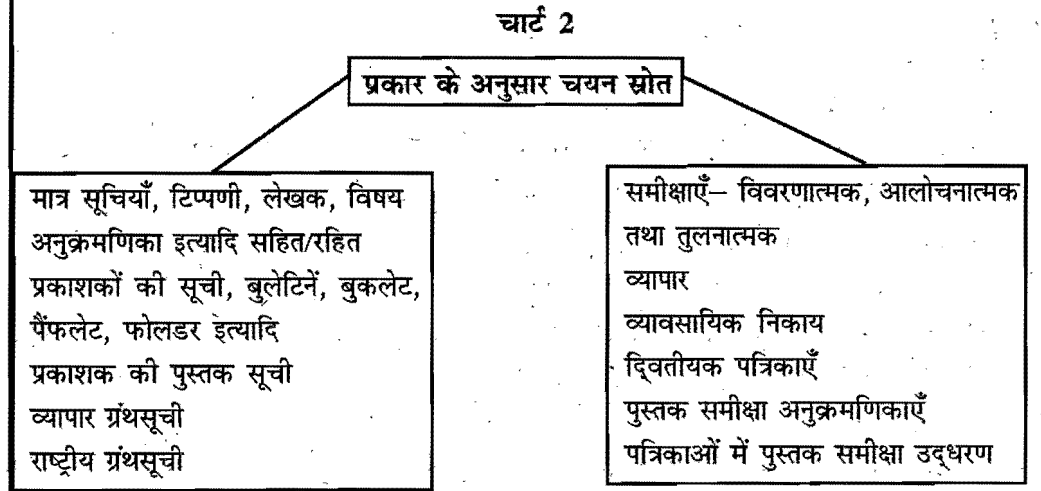 चार्ट 2
प्रकार के अनुसार चयन स्रोत
मात्र सूचियाँ, टिप्पणी, लेखक, विषय
अनुक्रमणिका इत्यादि सहित/रहित
प्रकाशकों की सूची, बुलेटिनें, बुकलेट,
पैंफलेट, फोलडर इत्यादि
प्रकाशक की पुस्तक सूची
व्यापार ग्रंथसूची
राष्ट्रीय ग्रंथसूची
समीक्षाएँ– विवरणात्मक, आलोचनात्मक
तथा तुलनात्मक
व्यापार
व्यावसायिक निकाय
द्वितीयक पत्रिकाएँ
पुस्तक समीक्षा अनुक्रमणिकाएँ
पत्रिकाओं में पुस्तक समीक्षा उद्धरण